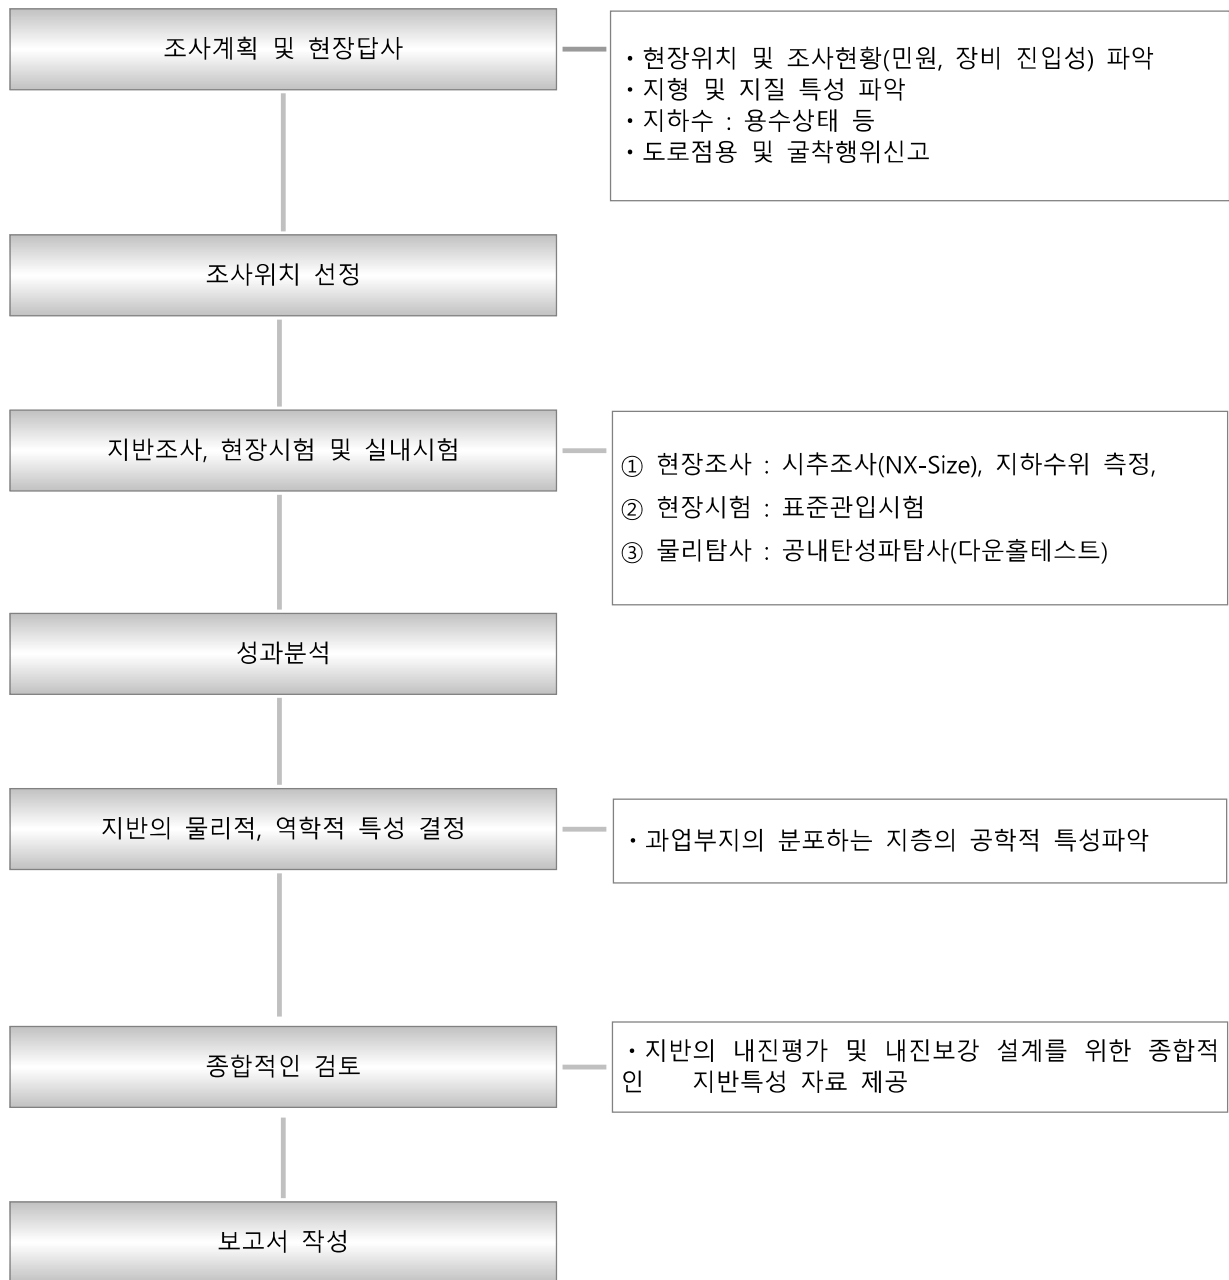 조사계획 및 현장답사
・현장위치 및 조사현황(민원, 장비 진입성) 파악
・지형 및 지질 특성 파악
・지하수 : 용수상태 등
・도로점용 및 굴착행위신고
조사위치 선정
지반조사, 현장시험 및 실내시험
① 현장조사 : 시추조사(NX-Size), 지하수위 측정,
② 현장시험 : 표준관입시험
③ 물리탐사 : 공내탄성파탐사(다운홀테스트)
성과분석
지반의 물리적, 역학적 특성 결정
・과업부지의 분포하는 지층의 공학적 특성파악
종합적인 검토
・지반의 내진평가 및 내진보강 설계를 위한 종합적
인 지반특성 자료 제공
보고서 작성